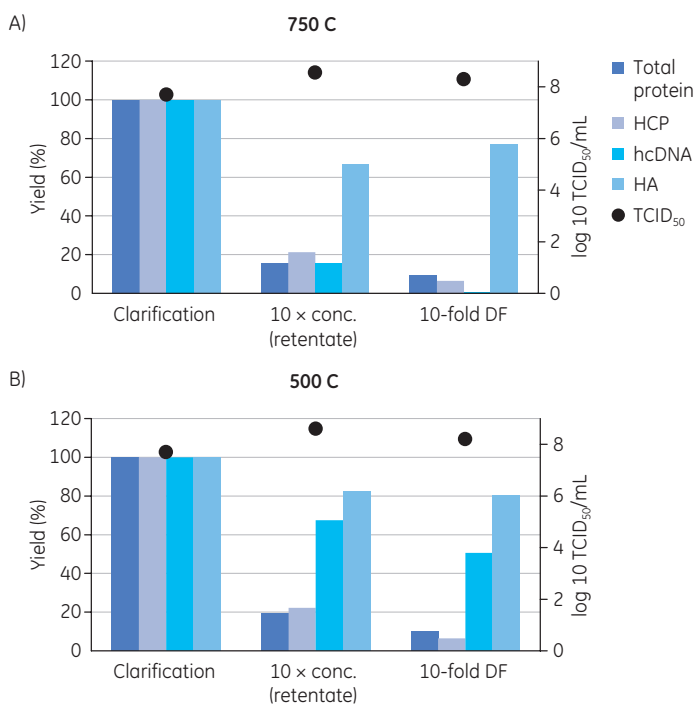 A)
750 C
120
100
80
60
40
20
0
Yield (%)
8
6
4
2
0
log 10 TCID₅₀/mL
Clarification
10 × conc.
(retentate)
10-fold DF
Total
protein
HCP
hcDNA
HA
TCID₅₀
B)
500 C
120
100
80
60
40
20
0
Yield (%)
8
6
4
2
0
log 10 TCID₅₀/mL
Clarification
10 × conc.
(retentate)
10-fold DF